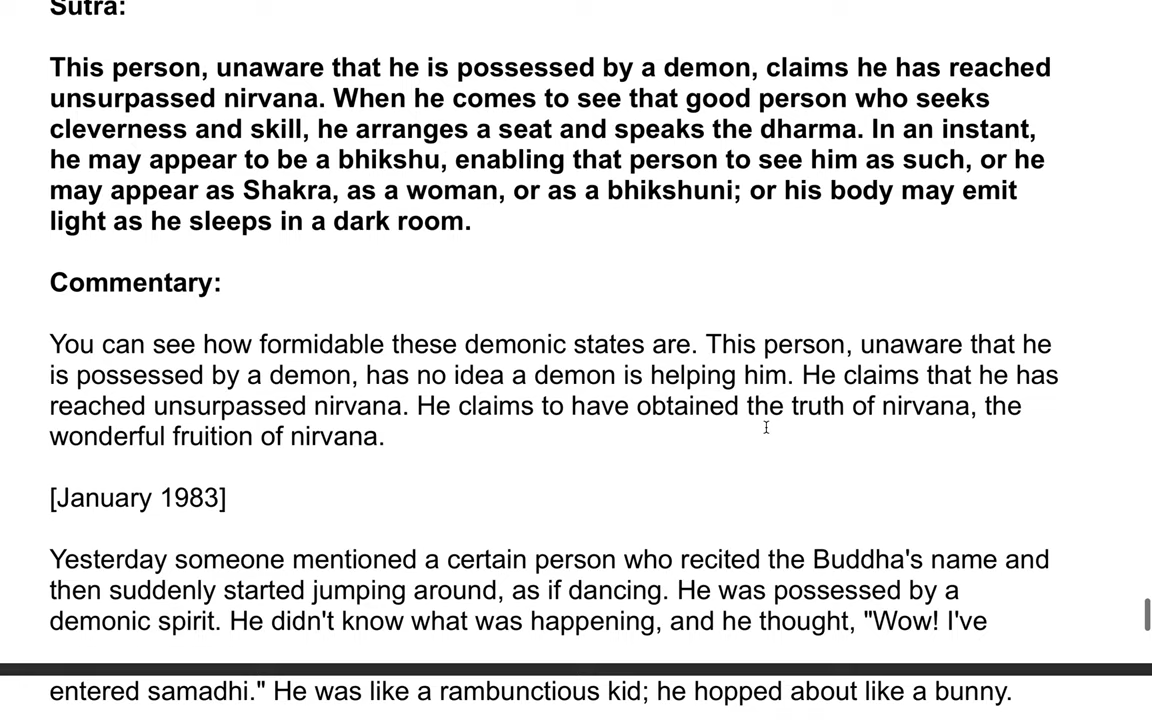 Sutra:
This person, unaware that he is possessed by a demon, claims he has reached
unsurpassed nirvana. When he comes to see that good person who seeks
cleverness and skill, he arranges a seat and speaks the dharma. In an instant,
he may appear to be a bhikshu, enabling that person to see him as such, or he
may appear as Shakra, as a woman, or as a bhikshuni; or his body may emit
light as he sleeps in a dark room.
Commentary:
You can see how formidable these demonic states are. This person, unaware that he
is possessed by a demon, has no idea a demon is helping him. He claims that he has
reached unsurpassed nirvana. He claims to have obtained the truth of nirvana, the
wonderful fruition of nirvana.
[January 1983]
Yesterday someone mentioned a certain person who recited the Buddha's name and
then suddenly started jumping around, as if dancing. He was possessed by a
demonic spirit. He didn't know what was happening, and he thought, "Wow! I've
entered samadhi." He was like a rambunctious kid; he hopped about like a bunny.